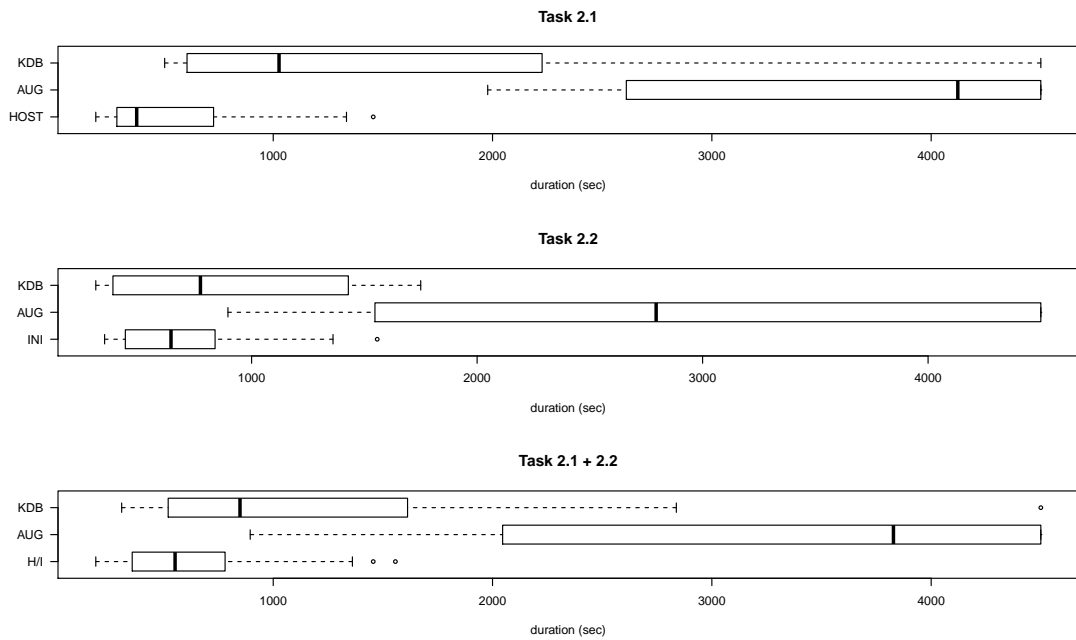 Task 2.1
KDB
AUG
HOST
1000 2000 3000 4000
duration (sec)
Task 2.2
KDB
AUG
INI
1000 2000 3000 4000
duration (sec)
Task 2.1 + 2.2
KDB
AUG
H/I
1000 2000 3000 4000
duration (sec)